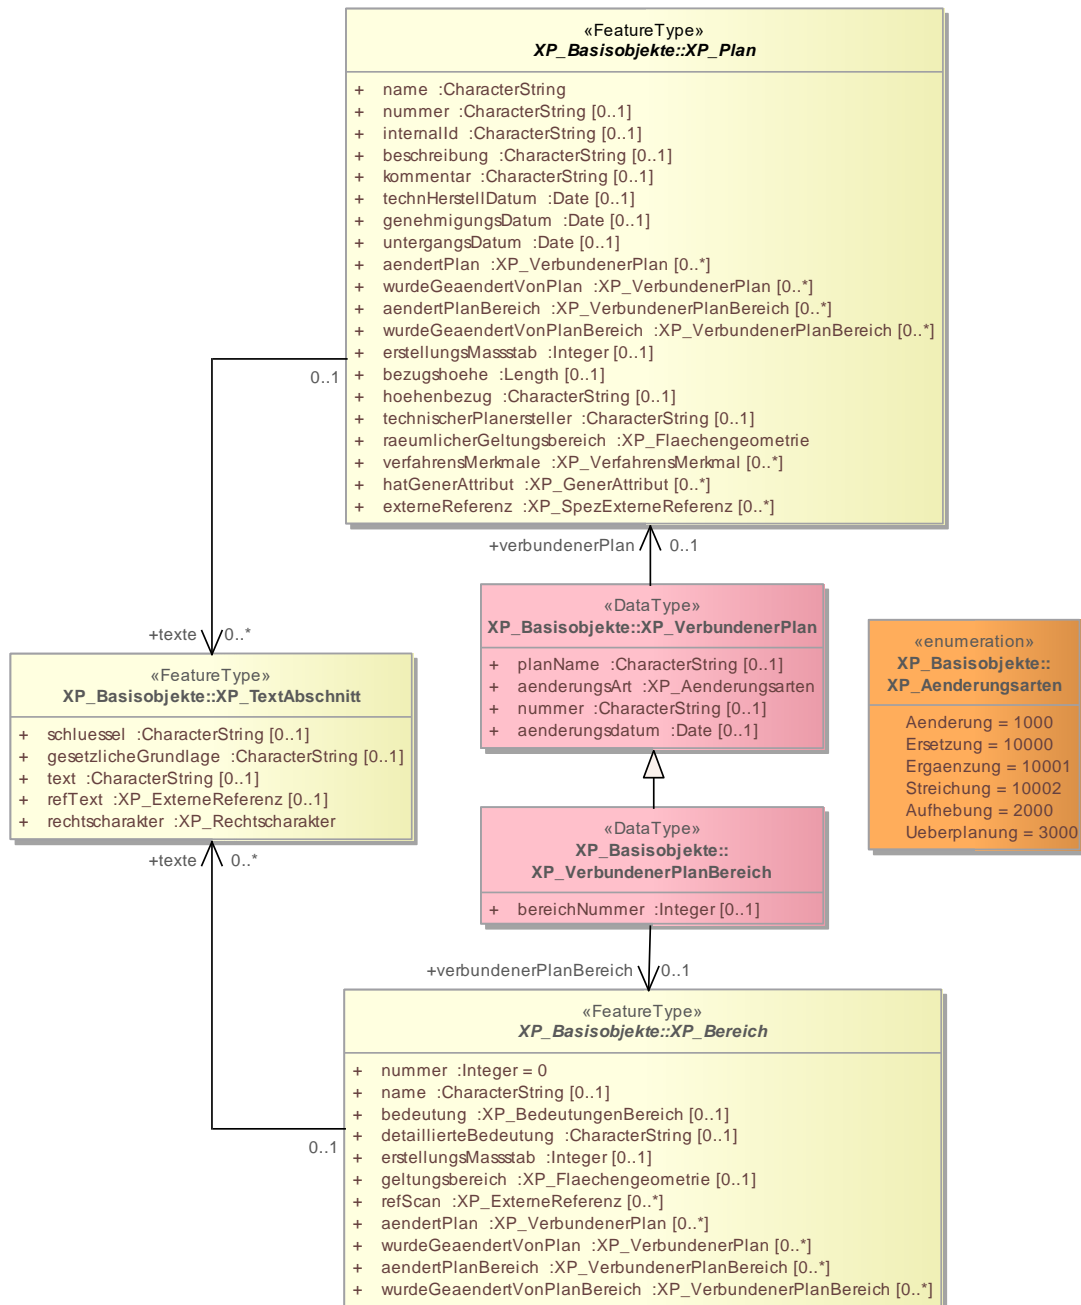 «FeatureType»
XP_Basisobjekte::XP_Plan
+ name :CharacterString
+ nummer :CharacterString [0..1]
+ internalId :CharacterString [0..1]
+ beschreibung :CharacterString [0..1]
+ kommentar :CharacterString [0..1]
+ technHerstellDatum :Date [0..1]
+ genehmigungsDatum :Date [0..1]
+ untergangsDatum :Date [0..1]
+ aendertPlan :XP_VerbundenerPlan [0..*]
+ wurdeGeaendertVonPlan :XP_VerbundenerPlan [0..*]
+ aendertPlanBereich :XP_VerbundenerPlanBereich [0..*]
+ wurdeGeaendertVonPlanBereich :XP_VerbundenerPlanBereich [0..*]
+ erstellungsMassstab :Integer [0..1]
+ bezugshoehe :Length [0..1]
+ hoehenbezug :CharacterString [0..1]
+ technischerPlanersteller :CharacterString [0..1]
+ raeumlicherGeltungsbereich :XP_Flaechengeometrie
+ verfahrensMerkmale :XP_VerfahrensMerkmal [0..*]
+ hatGenerAttribut :XP_GenerAttribut [0..*]
+ externeReferenz :XP_SpezExterneReferenz [0..*]
0..1
+verbundenerPlan 0..1
+texte 0..*
«FeatureType»
XP_Basisobjekte::XP_TextAbschnitt
+ schluessel :CharacterString [0..1]
+ gesetzlicheGrundlage :CharacterString [0..1]
+ text :CharacterString [0..1]
+ refText :XP_ExterneReferenz [0..1]
+ rechtscharakter :XP_Rechtscharakter
+texte 0..*
«DataType»
XP_Basisobjekte::XP_VerbundenerPlan
+ planName :CharacterString [0..1]
+ aenderungsArt :XP_Aenderungsarten
+ nummer :CharacterString [0..1]
+ aenderungsdatum :Date [0..1]
«enumeration»
XP_Basisobjekte::
XP_Aenderungsarten
Aenderung = 1000
Ersetzung = 10000
Ergaenzung = 10001
Streichung = 10002
Aufhebung = 2000
Ueberplanung = 3000
«DataType»
XP_Basisobjekte::
XP_VerbundenerPlanBereich
+ bereichNummer :Integer [0..1]
+verbundenerPlanBereich 0..1
0..1
«FeatureType»
XP_Basisobjekte::XP_Bereich
+ nummer :Integer = 0
+ name :CharacterString [0..1]
+ bedeutung :XP_BedeutungenBereich [0..1]
+ detaillierteBedeutung :CharacterString [0..1]
+ erstellungsMassstab :Integer [0..1]
+ geltungsbereich :XP_Flaechengeometrie [0..1]
+ refScan :XP_ExterneReferenz [0..*]
+ aendertPlan :XP_VerbundenerPlan [0..*]
+ wurdeGeaendertVonPlan :XP_VerbundenerPlan [0..*]
+ aendertPlanBereich :XP_VerbundenerPlanBereich [0..*]
+ wurdeGeaendertVonPlanBereich :XP_VerbundenerPlanBereich [0..*]